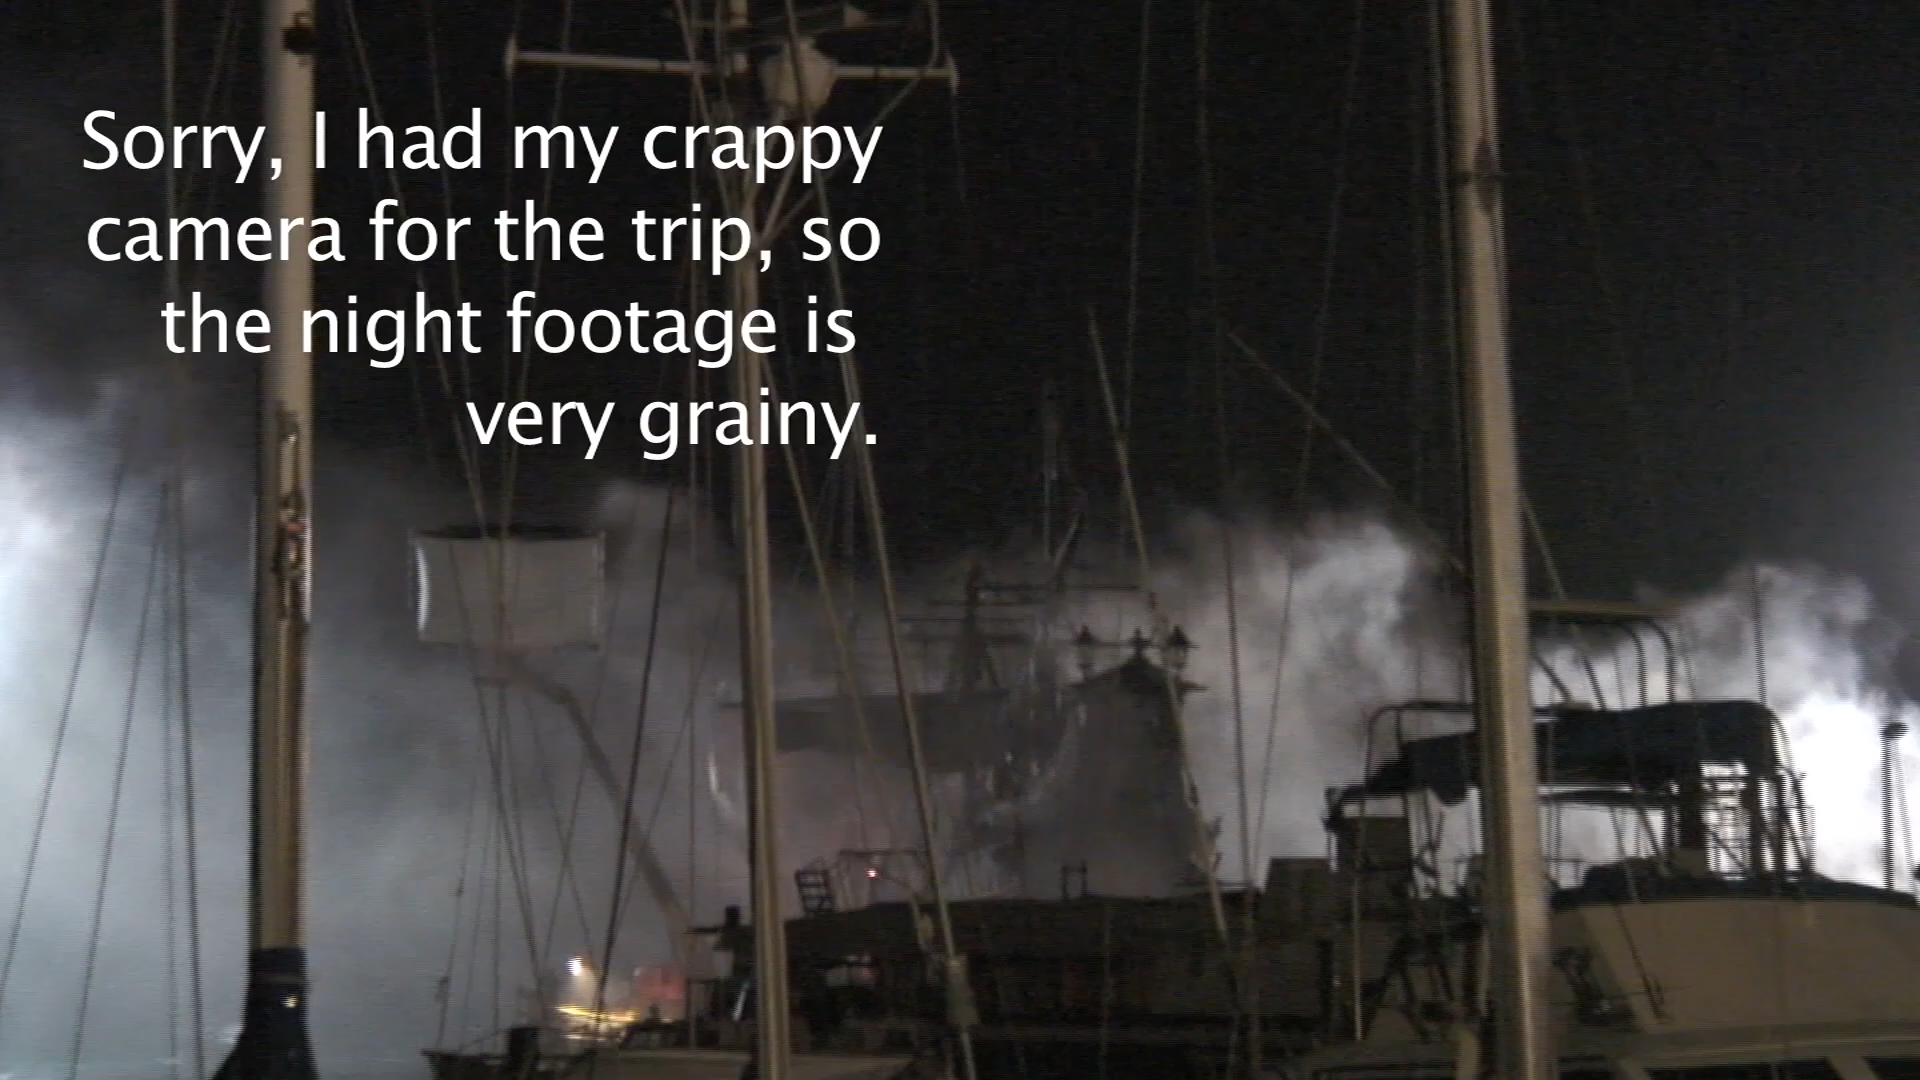 Sorry, I had my crappy
camera for the trip, so
the night footage is
very grainy.